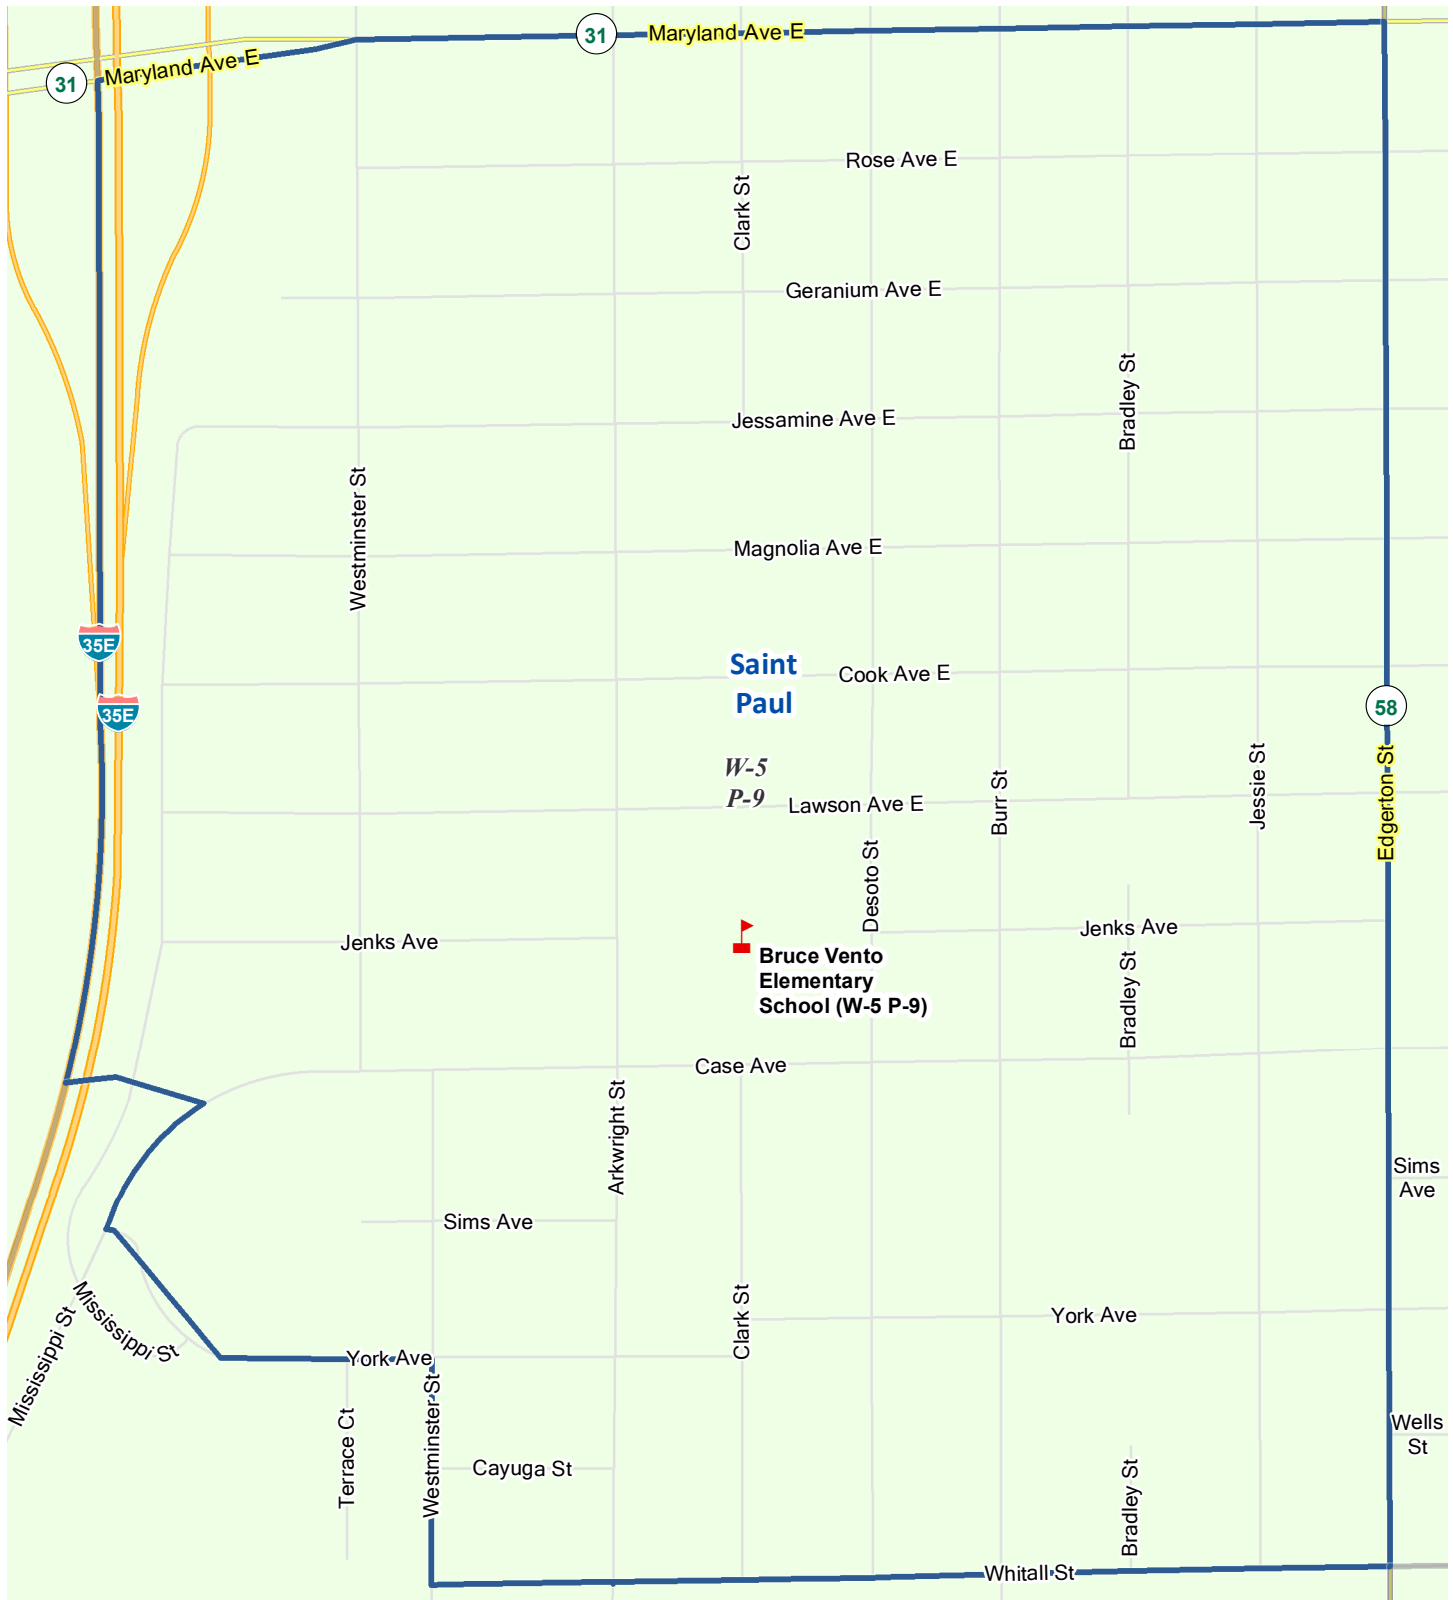 31
Maryland Ave E
31
Maryland Ave E
Rose Ave E
Clark St
Geranium Ave E
Bradley St
Jessamine Ave E
Westminster St
Magnolia Ave E
35E
Saint
Paul
Cook Ave E
35E
58
W-5
P-9
Lawson Ave E
Burr St
Jessie St
Edgerton St
Desoto St
Jenks Ave
Jenks Ave
Bruce Vento
Elementary
School (W-5 P-9)
Bradley St
Case Ave
Arkwright St
Sims
Ave
Sims Ave
Mississippi St
Mississippi St
Clark St
York Ave
York Ave
Terrace Ct
Westminster St
Wells
St
Cayuga St
Bradley St
Whitall St